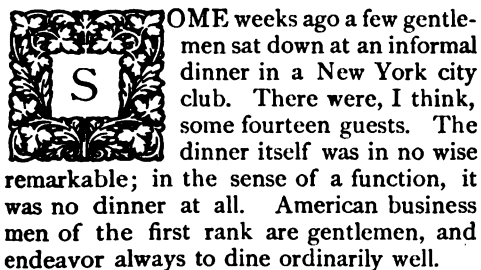 SOME weeks ago a few gentle-
men sat down at an informal
dinner in a New York city
club. There were, I think,
some fourteen guests. The
dinner itself was in no wise
remarkable; in the sense of a function, it
was no dinner at all. American business
men of the first rank are gentlemen, and
endeavor always to dine ordinarily well.